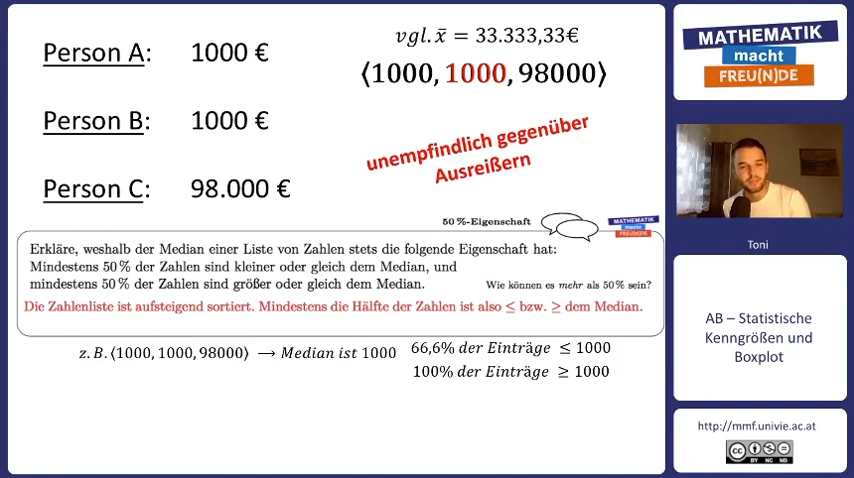 Person A: 1000 €
Person B: 1000 €
Person C: 98.000 €
vgl. x̄ = 33.333,33€
⟨1000, 1000, 98000⟩
unempfindlich gegenüber
Ausreißern
50 %-Eigenschaft
MATHEMATIK
macht
FREU(N)DE
Erkläre, weshalb der Median einer Liste von Zahlen stets die folgende Eigenschaft hat:
Mindestens 50 % der Zahlen sind kleiner oder gleich dem Median, und
mindestens 50 % der Zahlen sind größer oder gleich dem Median.
Wie können es mehr als 50 % sein?
Die Zahlenliste ist aufsteigend sortiert. Mindestens die Hälfte der Zahlen ist also ≤ bzw. ≥ dem Median.
z. B. ⟨1000, 1000, 98000⟩ → Median ist 1000
66,6% der Einträge ≤ 1000
100% der Einträge ≥ 1000
MATHEMATIK
macht
FREU(N)DE
Toni
AB – Statistische
Kenngrößen und
Boxplot
http://mmf.univie.ac.at
cc
BY NC ND